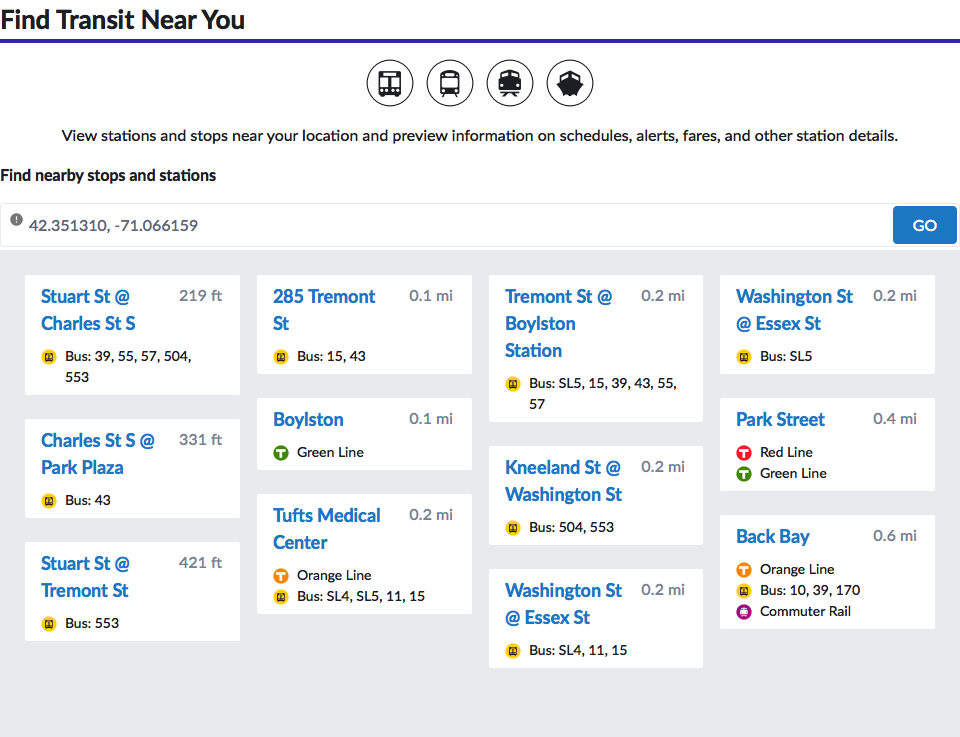 Find Transit Near You
View stations and stops near your location and preview information on schedules, alerts, fares, and other station details.
Find nearby stops and stations
42.351310, -71.066159
GO
Stuart St @ 219 ft
Charles St S
Bus: 39, 55, 57, 504,
553
Charles St S @ 331 ft
Park Plaza
Bus: 43
Stuart St @ 421 ft
Tremont St
Bus: 553
285 Tremont 0.1 mi
St
Bus: 15, 43
Boylston 0.1 mi
T Green Line
Tufts Medical 0.2 mi
Center
T Orange Line
Bus: SL4, SL5, 11, 15
Tremont St @ 0.2 mi
Boylston
Station
Bus: SL5, 15, 39, 43, 55,
57
Kneeland St @ 0.2 mi
Washington St
Bus: 504, 553
Washington St 0.2 mi
@ Essex St
Bus: SL4, 11, 15
Washington St 0.2 mi
@ Essex St
Bus: SL5
Park Street 0.4 mi
T Red Line
T Green Line
Back Bay 0.6 mi
T Orange Line
Bus: 10, 39, 170
Commuter Rail